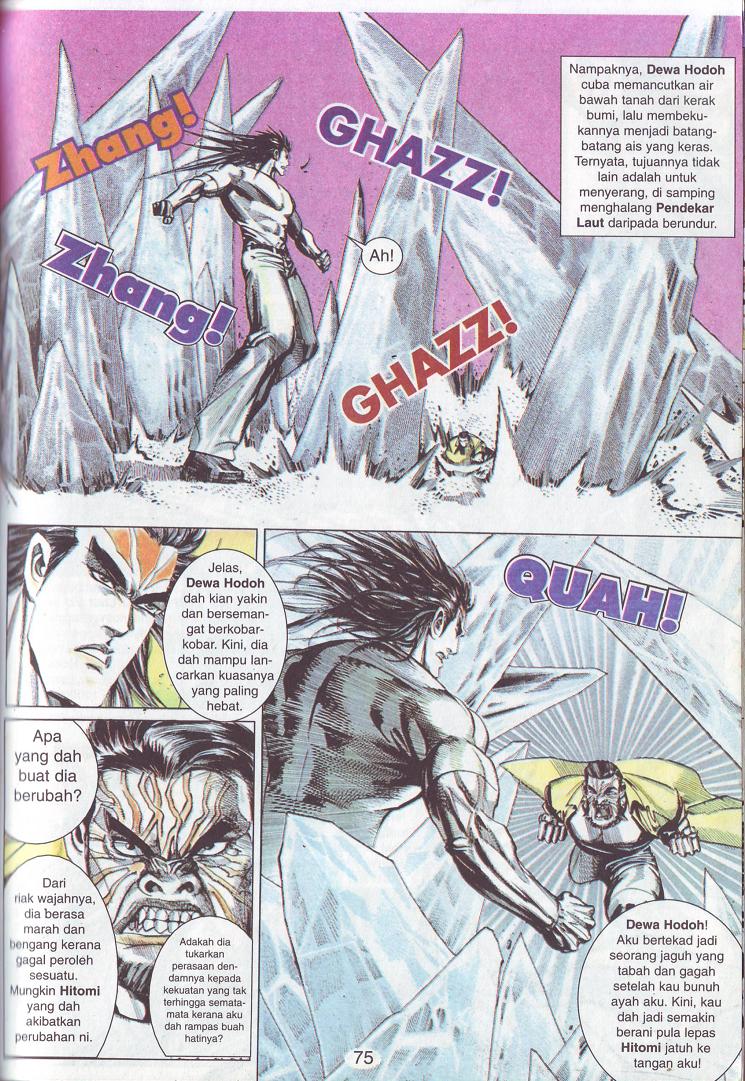 Nampaknya, Dewa Hodoh
cuba memancutkan air
bawah tanah dari kerak
bumi, lalu membeku-
kannya menjadi batang-
batang ais yang keras.
Ternyata, tujuannya tidak
lain adalah untuk
menyerang, di samping
menghalang Pendekar
Laut daripada berundur.
Zhang!
GHAZZ!
Zhang!
Ah!
GHAZZ!
Jelas,
Dewa Hodoh
dah kian yakin
dan berseman-
gat berkobar-
kobar. Kini, dia
dah mampu lan-
carkan kuasanya
yang paling
hebat.
Apa
yang dah
buat dia
berubah?
Dari
riak wajahnya,
dia berasa
marah dan
bengang kerana
gagal peroleh
sesuatu.
Mungkin Hitomi
yang dah
akibatkan
perubahan ni.
Adakah dia
tukarkan
perasaan den-
damnya kepada
kekuatan yang tak
terhingga semata-
mata kerana aku
dah rampas buah
hatinya?
QUAH!
Dewa Hodoh!
Aku bertekad jadi
seorang jaguh yang
tabah dan gagah
setelah kau bunuh
ayah aku. Kini, kau
dah jadi semakin
berani pula lepas
Hitomi jatuh ke
tangan aku!
75